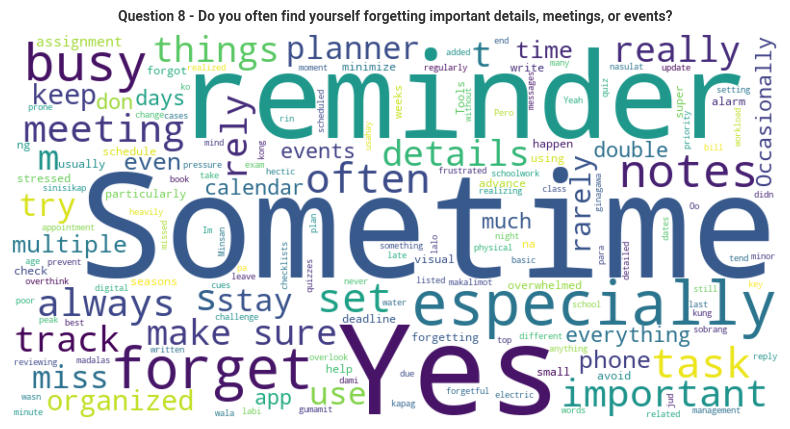 Question 8 - Do you often find yourself forgetting important details, meetings, or events?
assignment
things
planner
t
time
really
added
end
busy
forgot
realized
moment
minimize
regularly
write
many
messages
nasulat
update
reminder
keep
don
days
ko
prone
change
cases
rin
scheduled
usahay
weeks
Tools
without
Pero
Yeah
quiz
super
priority
setting
alarm
workload
Occasionally
meeting
rely
mind
kong
events
details
frustrated
schoolwork
happen
using
double
bill
ng
schedule
m
usually
even
pressure
exam
hectic
often
advance
realizing
class
rarely
ginagawa
notes
didn
stressed
sinisikap
book
take
calendar
particularly
try
heavily
Im
plan
much
na
night
physical
para
detailed
Oo
dates
Sometime
multiple
appointment
missed
Minsan
checklists
something
late
lalo
visual
basic
tend
minor
age
prevent
check
overthink
seasons
pa
leave
quizzes
never
listed
makalimot
overwhelmed
still
key
poor
digital
cues
water
school
last
kung
peak
best
always
Sstay
challenge
set
especially
top
different
sobrang
track
make sure
deadline
forgetting
everything
anything
reply
reviewing
madalas
written
overlook
help
phone
task
miss
forget
Yes
small
avoid
wasn
dami
due
forgetful
electric
important
minute
organized
wala
labi
app
gumamit
use
kapag
words
related
jud
management